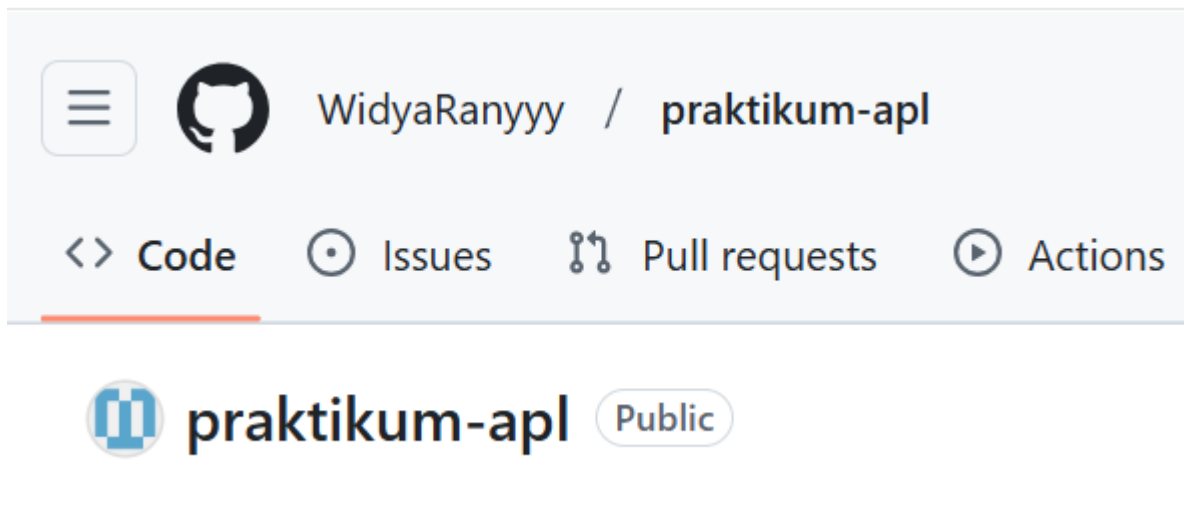 WidyaRanyyy / praktikum-apl
Code Issues Pull requests Actions
praktikum-apl Public